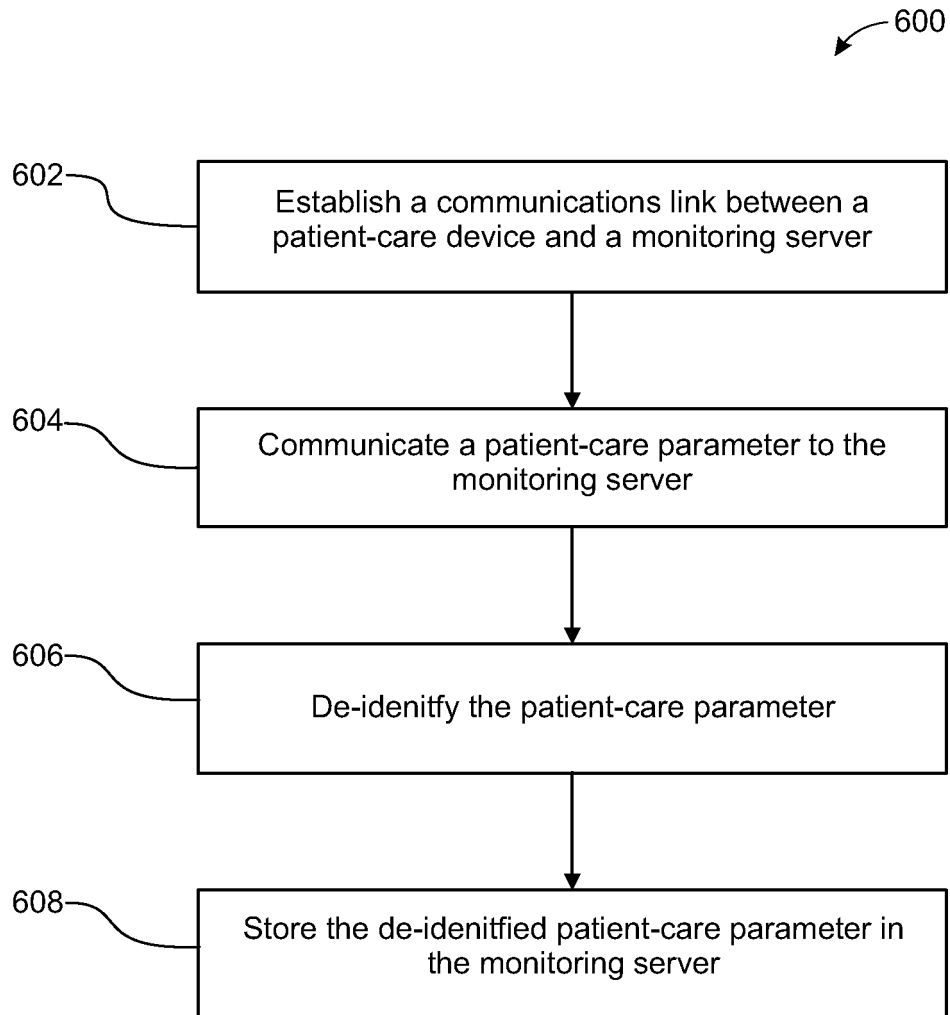 600
602
Establish a communications link between a
patient-care device and a monitoring server
604
Communicate a patient-care parameter to the
monitoring server
606
De-idenitfy the patient-care parameter
608
Store the de-idenitfied patient-care parameter in
the monitoring server